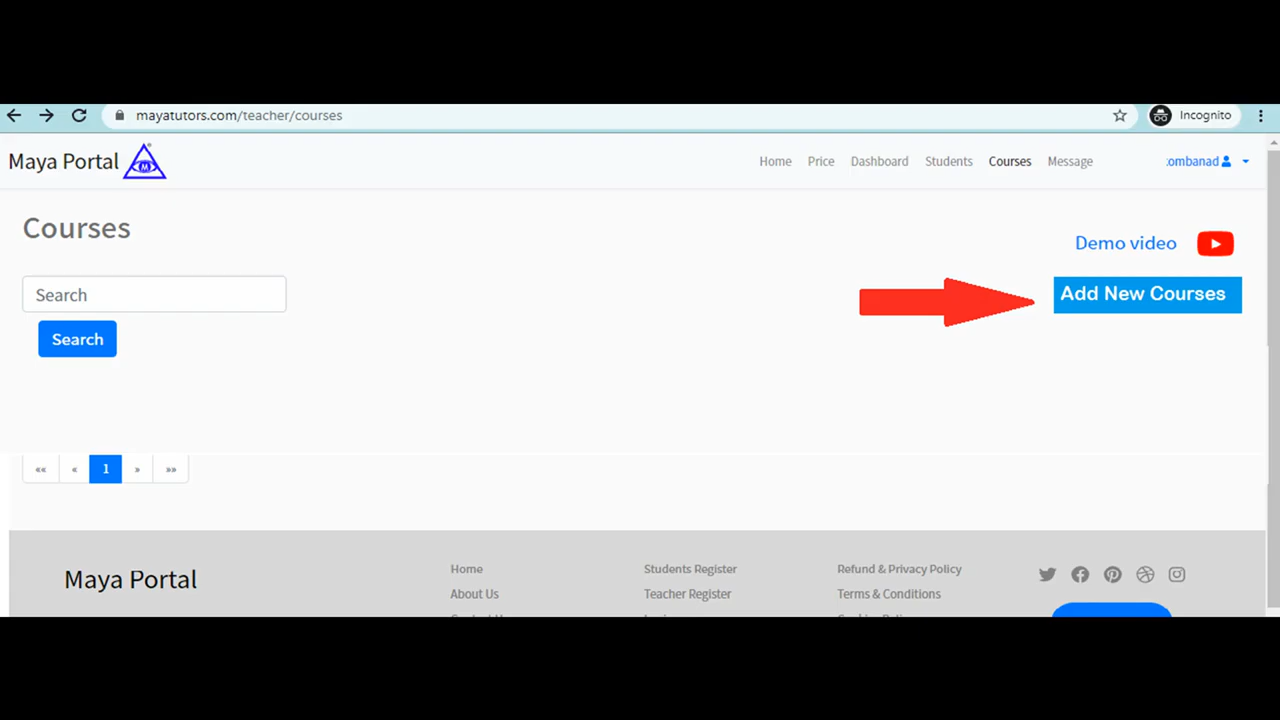 mayatutors.com/teacher/courses
Incognito
Maya Portal M
Home Price Dashboard Students Courses Message
:ombanad
Courses
Demo video
Search
Add New Courses
Search
«« « 1 » »»
Maya Portal
Home
About Us
Students Register
Teacher Register
Refund & Privacy Policy
Terms & Conditions